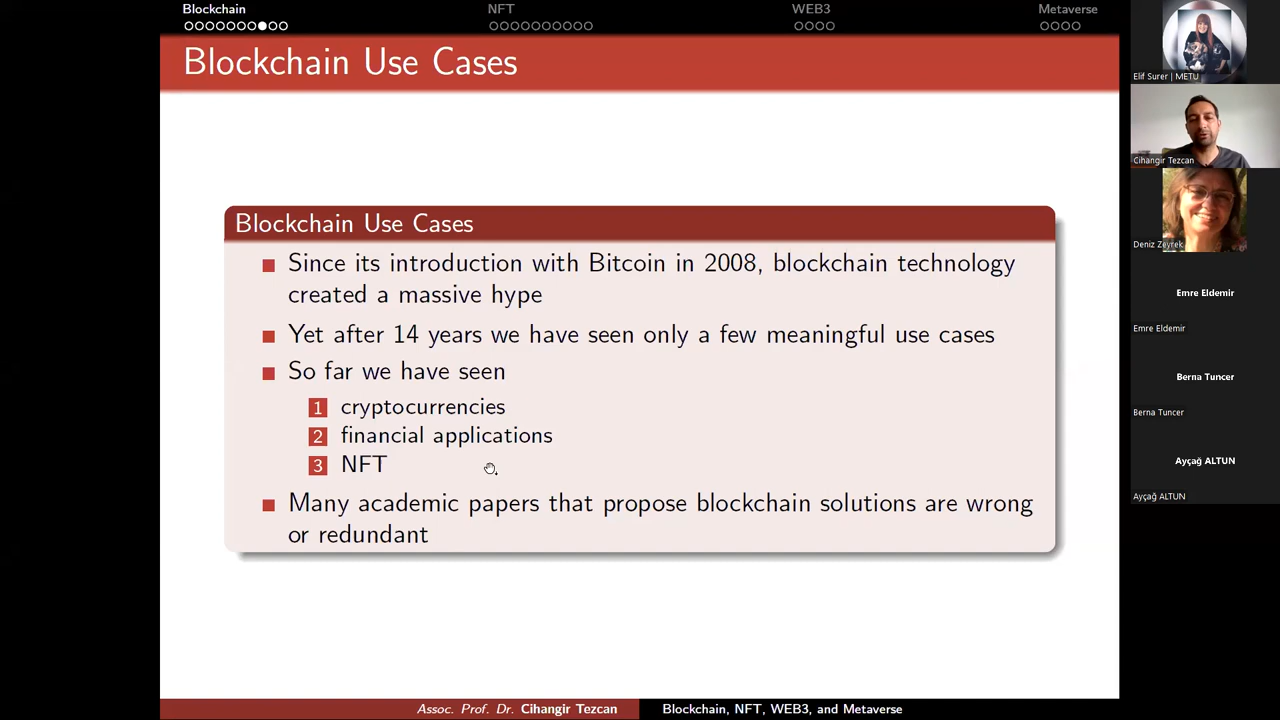 Blockchain NFT WEB3 Metaverse
Blockchain Use Cases
Blockchain Use Cases
Since its introduction with Bitcoin in 2008, blockchain technology
created a massive hype
Yet after 14 years we have seen only a few meaningful use cases
So far we have seen
1 cryptocurrencies
2 financial applications
3 NFT
Many academic papers that propose blockchain solutions are wrong
or redundant
Assoc. Prof. Dr. Cihangir Tezcan Blockchain, NFT, WEB3, and Metaverse
Elif Surer | METU
Cihangir Tezcan
Deniz Zeyrek
Emre Eldemir
Emre Eldemir
Berna Tuncer
Berna Tuncer
Ayçağ ALTUN
Ayçağ ALTUN